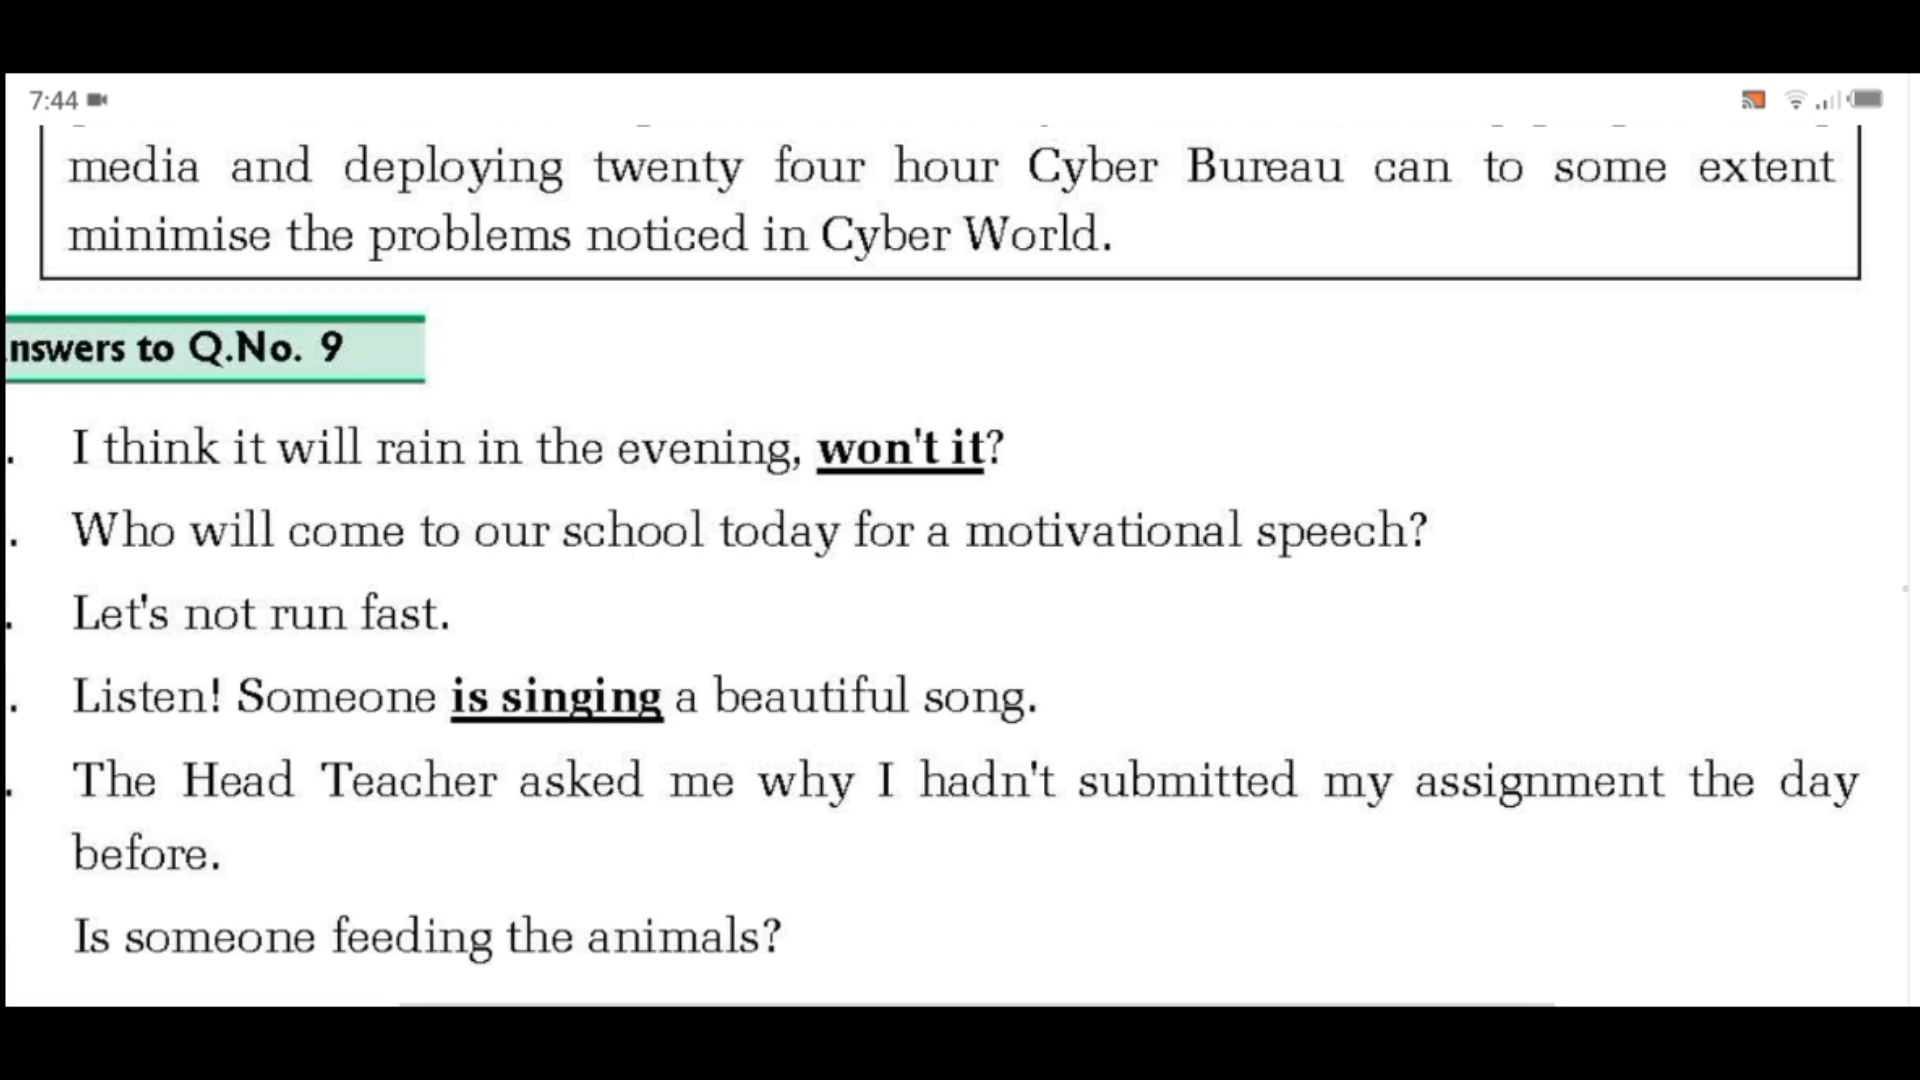 7:44
media and deploying twenty four hour Cyber Bureau can to some extent
minimise the problems noticed in Cyber World.
nswers to Q.No. 9
. I think it will rain in the evening, won't it?
. Who will come to our school today for a motivational speech?
. Let's not run fast.
. Listen! Someone is singing a beautiful song.
. The Head Teacher asked me why I hadn't submitted my assignment the day
before.
Is someone feeding the animals?